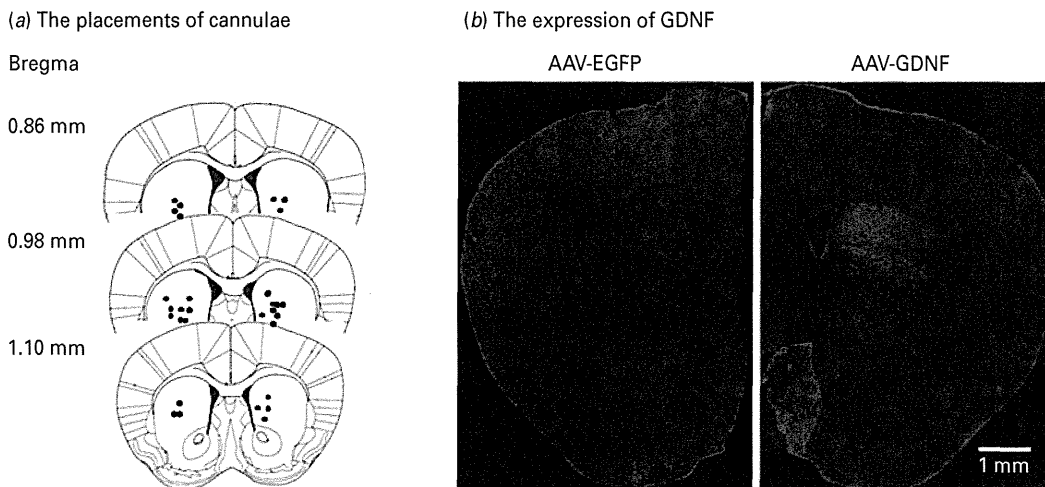 (a) The placements of cannulae
Bregma
0.86 mm
0.98 mm
1.10 mm
(b) The expression of GDNF
AAV-EGFP
AAV-GDNF
1 mm